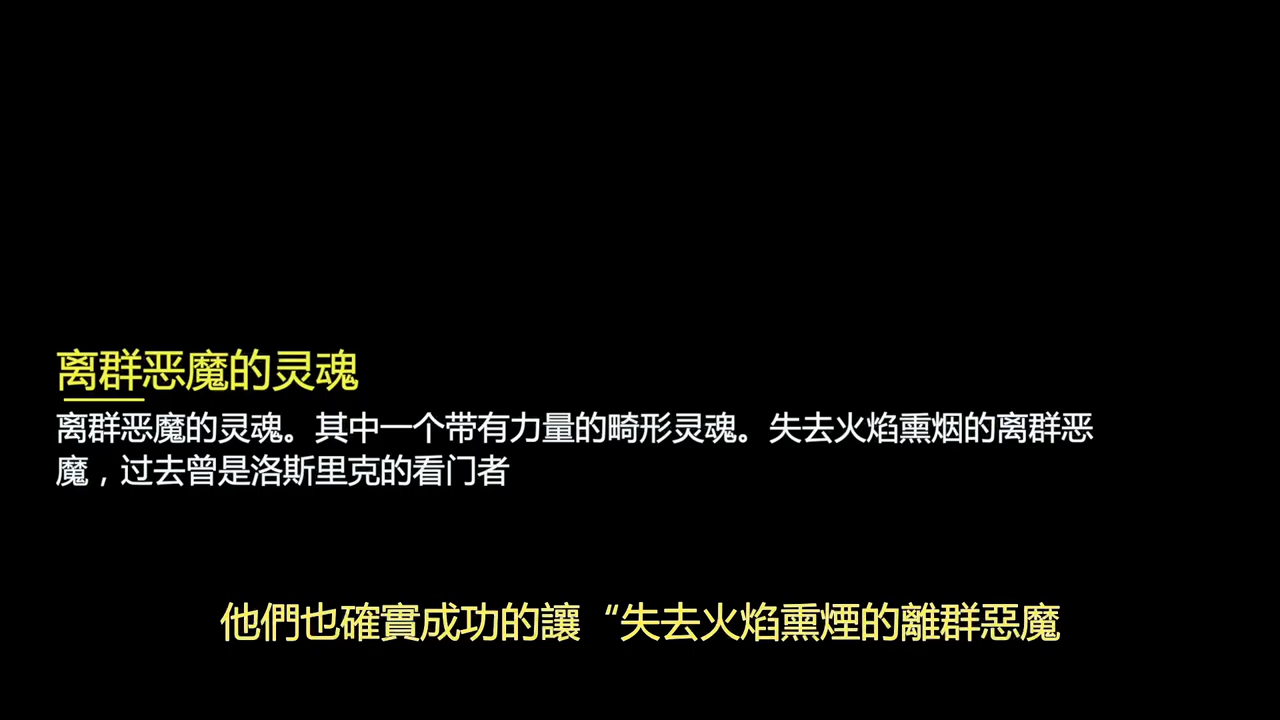 离群恶魔的灵魂
离群恶魔的灵魂。其中一个带有力量的畸形灵魂。失去火焰熏烟的离群恶
魔，过去曾是洛斯里克的看门者
他們也確實成功的讓“失去火焰熏煙的離群惡魔